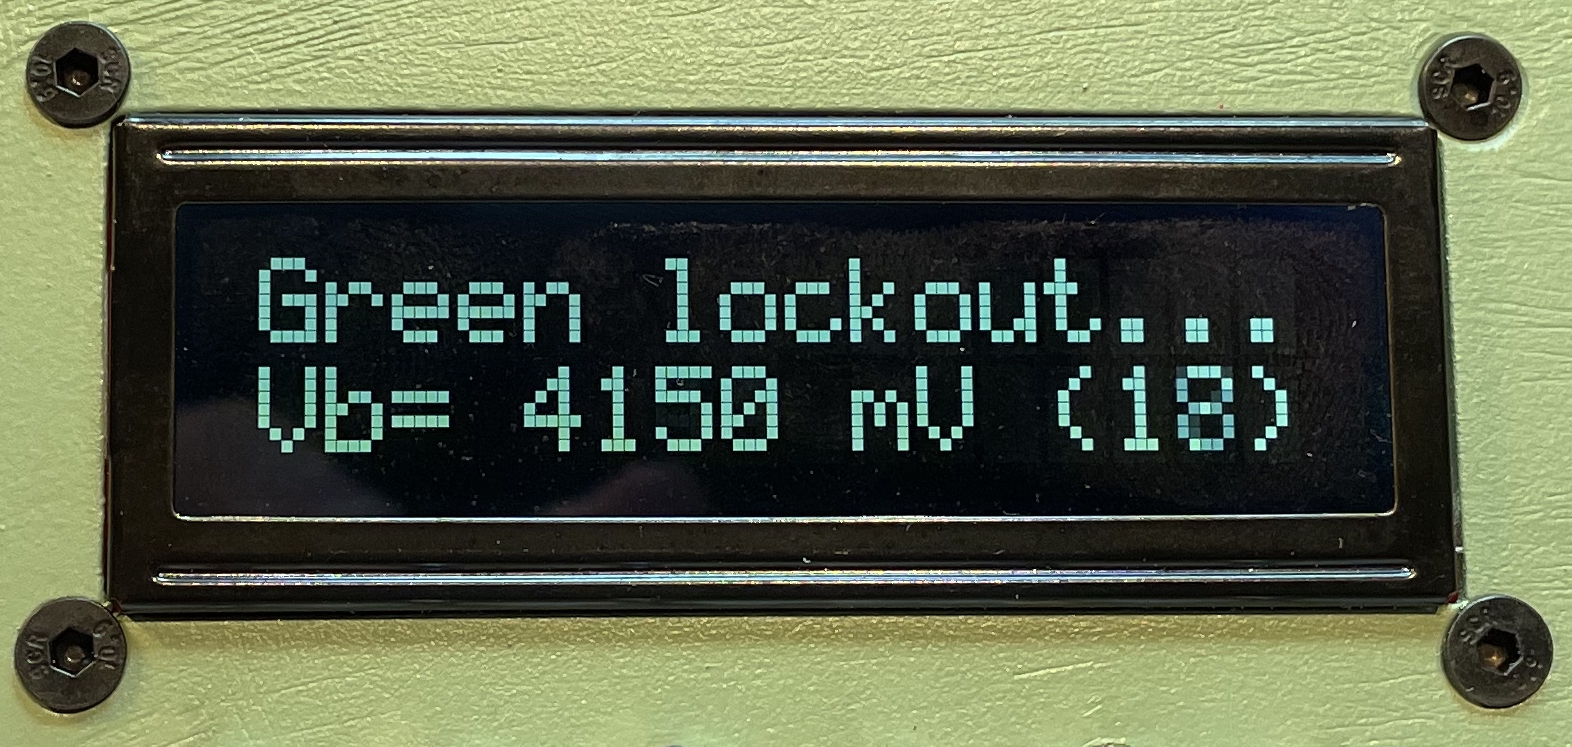 Green lockout...
Vb= 4150 mV (18)